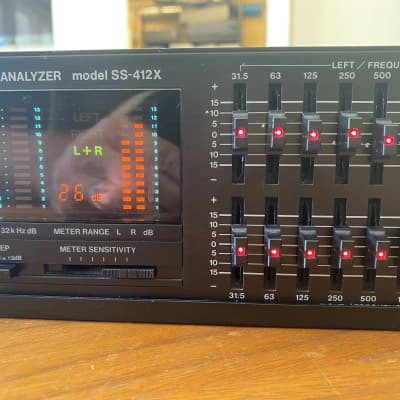 ANALYZER model SS-412X
LEFT / FREQU
31.5 63 125 250 500
LEFT
RIGHT
L+R
26 dB
32k Hz dB METER RANGE L R dB
EP METER SENSITIVITY
+
15
10
5
0
5
10
15
−
+
15
10
5
0
5
10
15
−
31.5 63 125 250 500